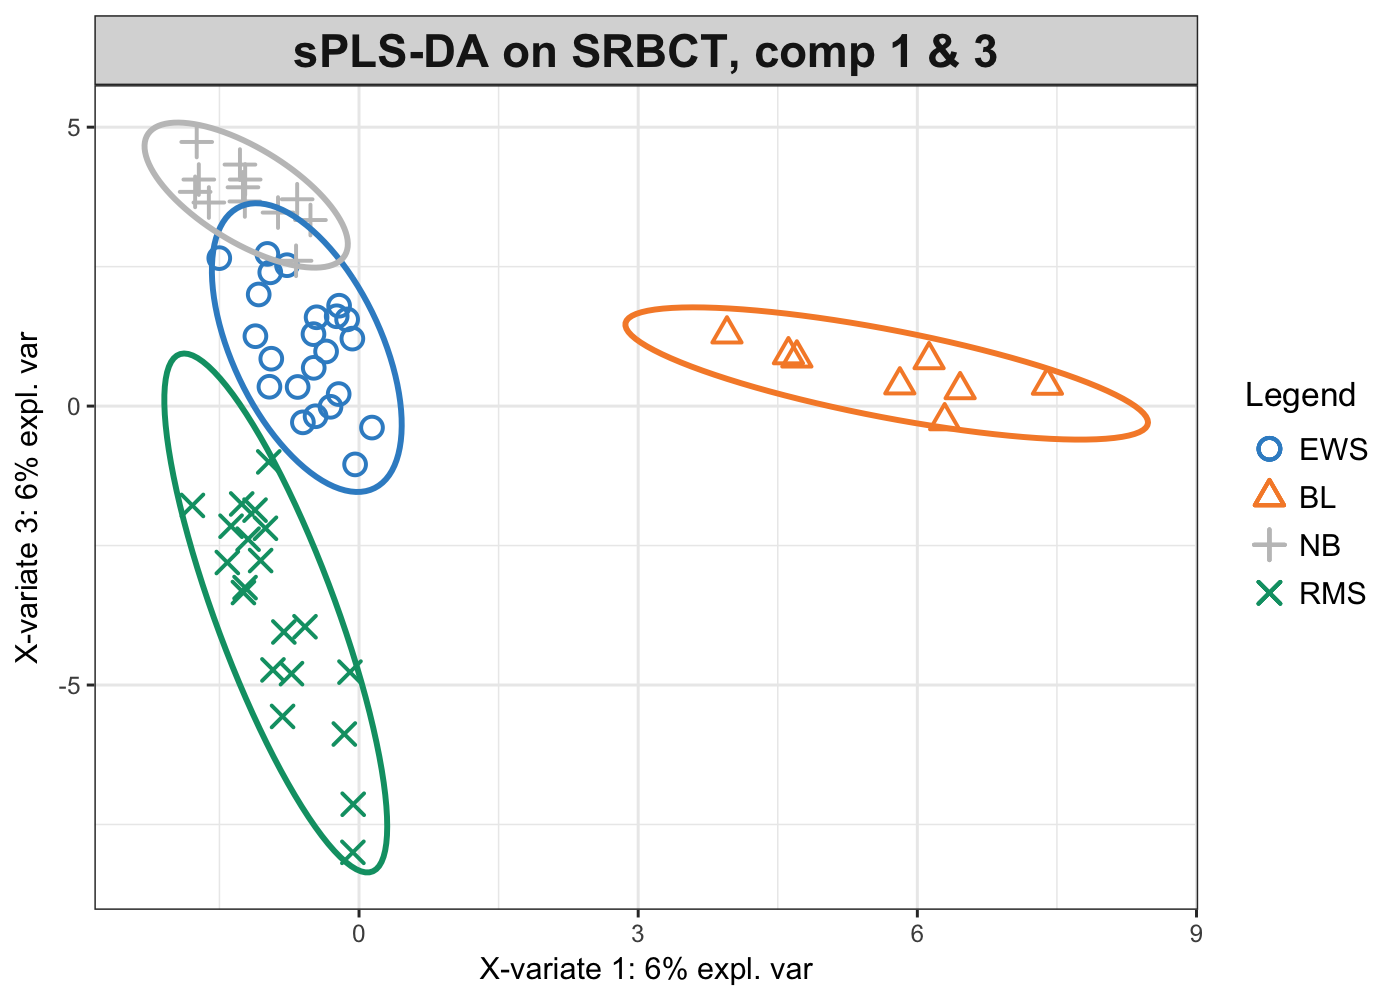 sPLS-DA on SRBCT, comp 1 & 3
X-variate 3: 6% expl. var
5
0
-5
0
3
6
9
X-variate 1: 6% expl. var
Legend
EWS
BL
NB
RMS